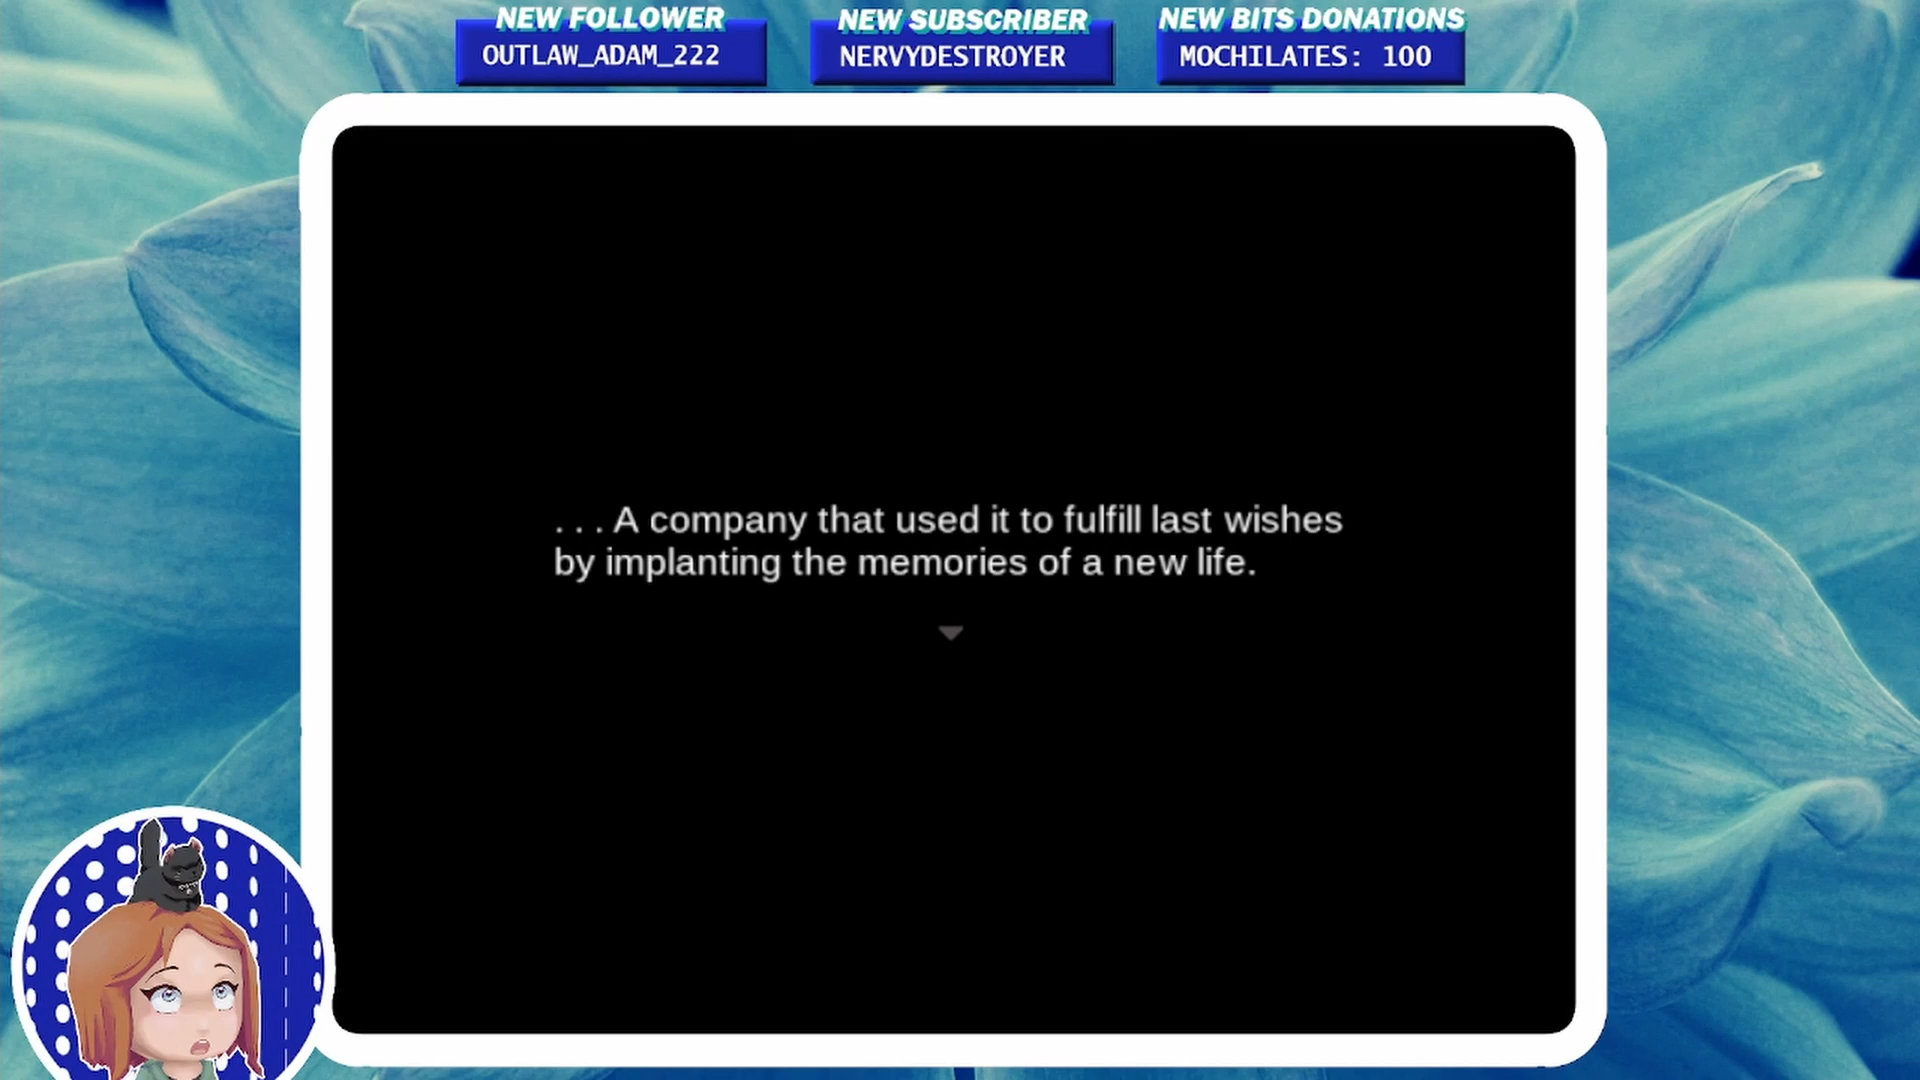 NEW FOLLOWER
OUTLAW_ADAM_222
NEW SUBSCRIBER
NERVYDESTROYER
NEW BITS DONATIONS
MOCHILATES: 100
. . . A company that used it to fulfill last wishes
by implanting the memories of a new life.